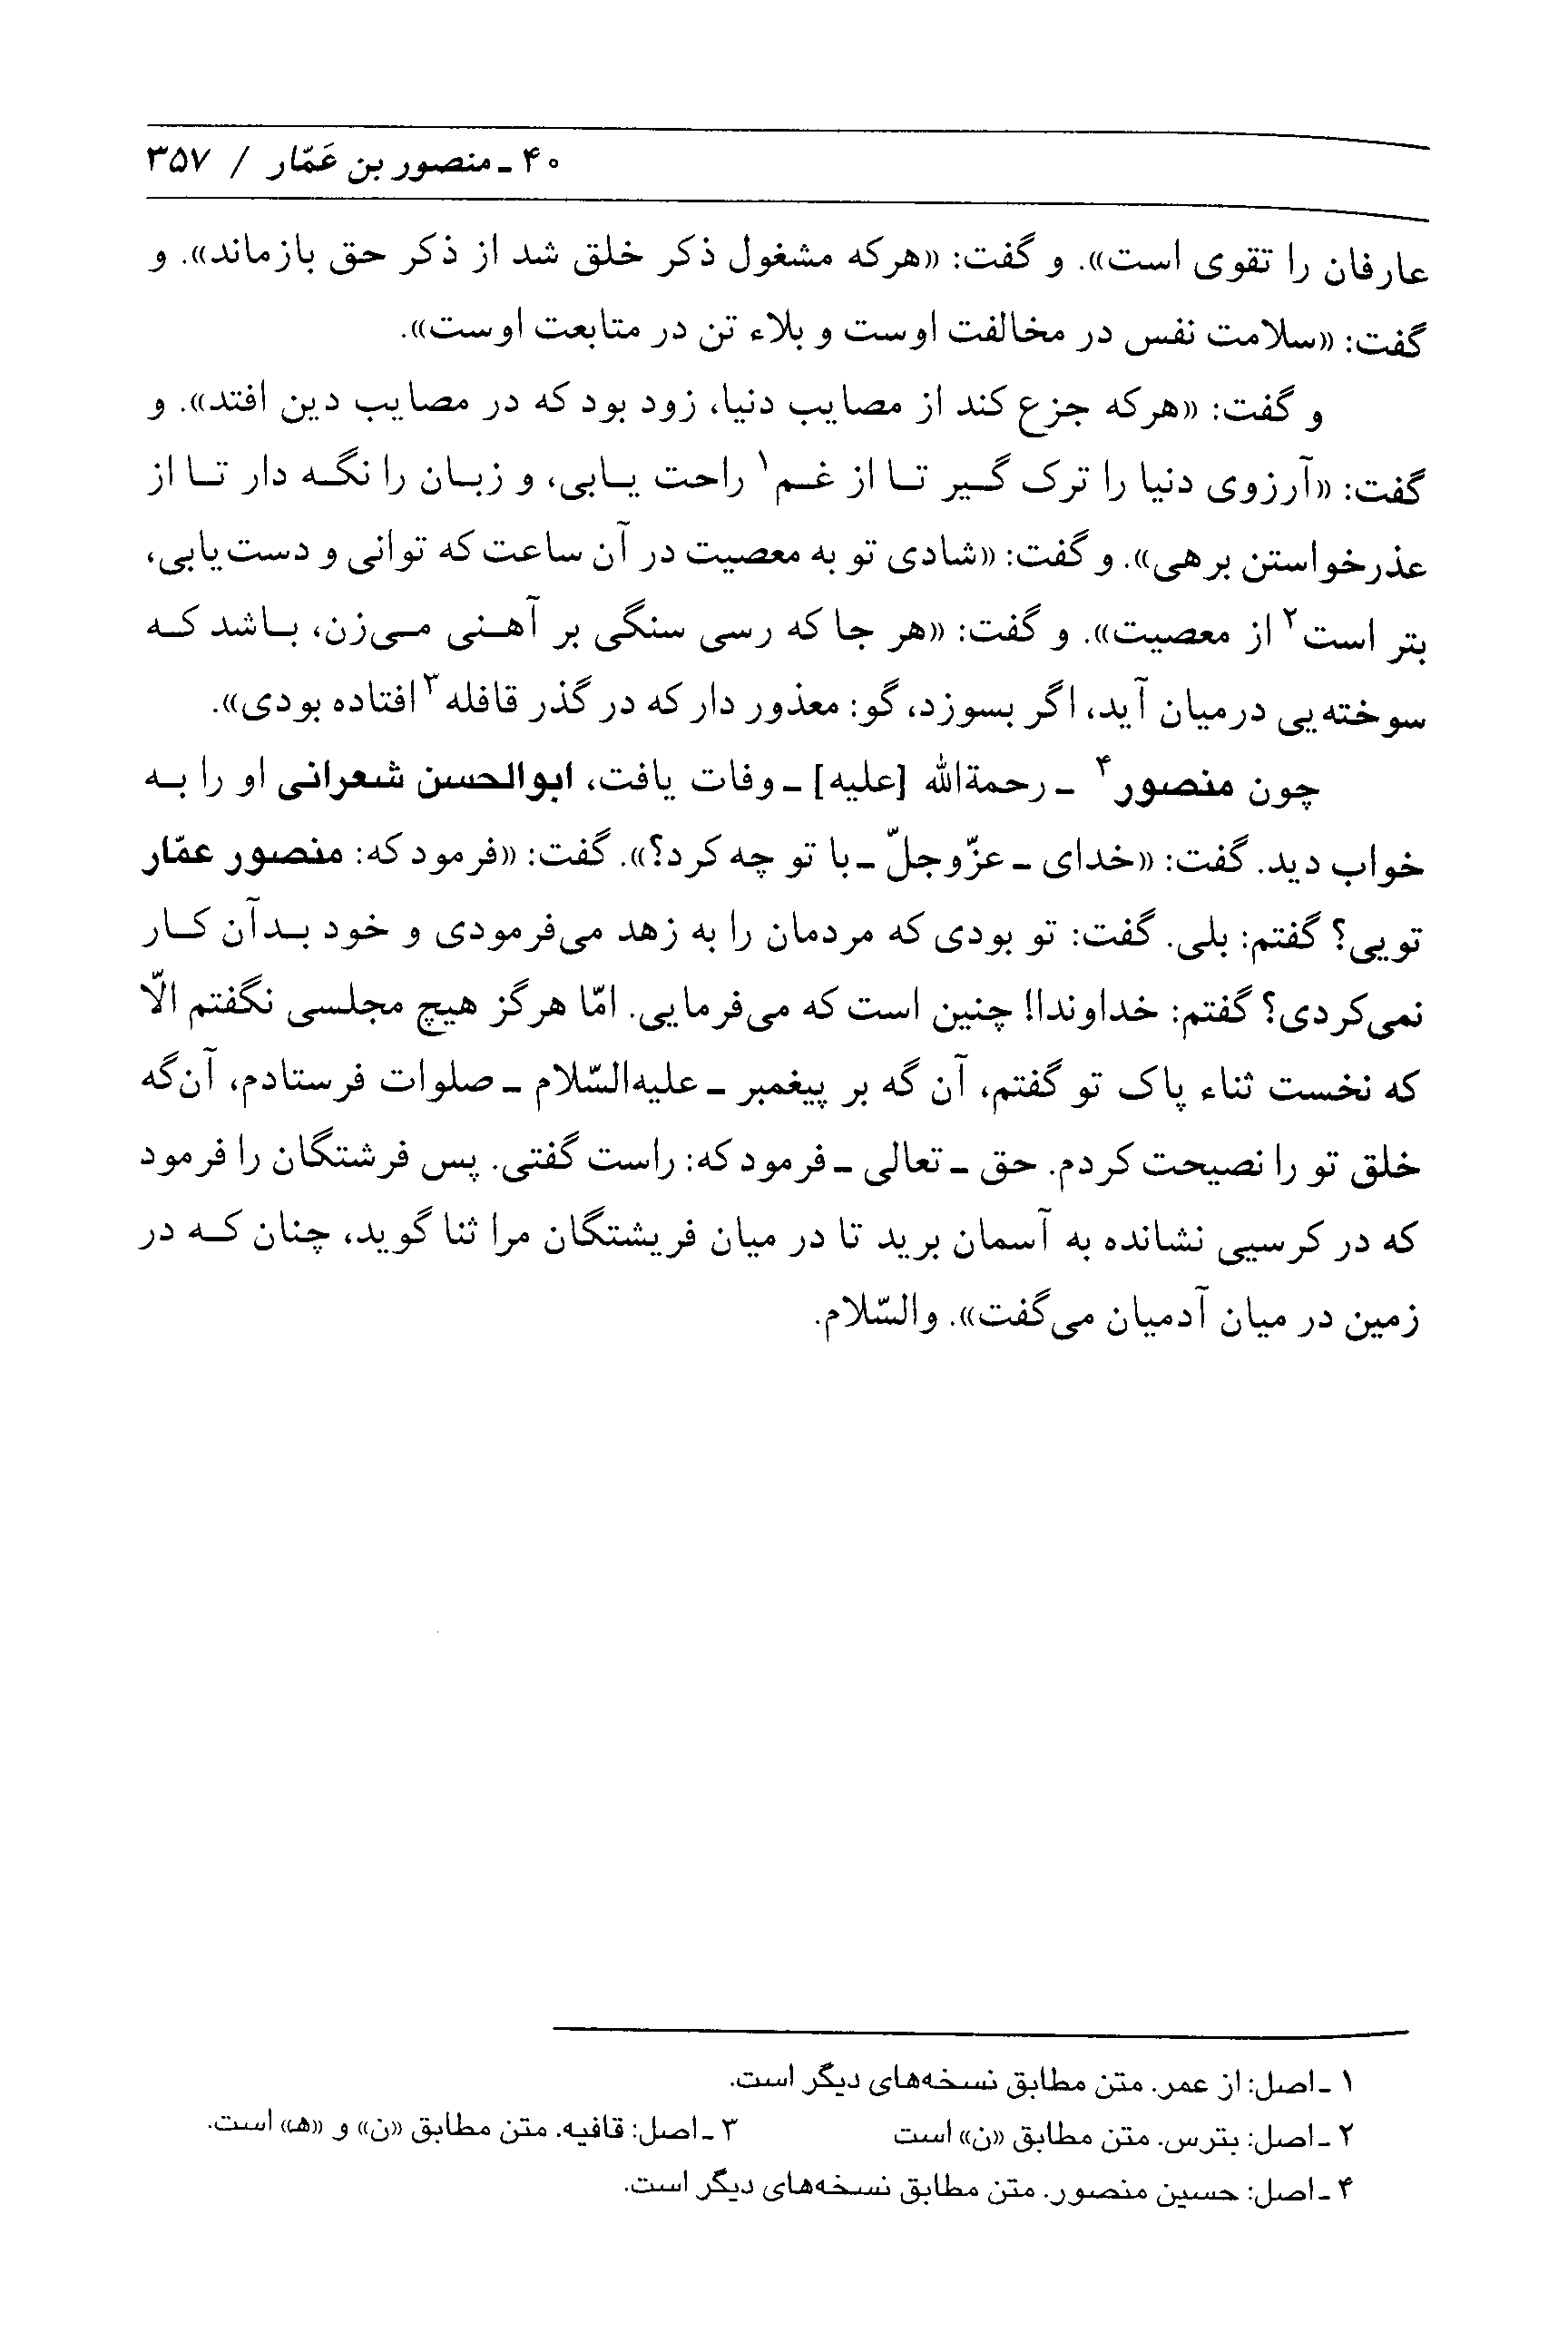 ۴۰ ـ منصور بن عَمّار / ۳۵۷
عارفان را تقوی است». و گفت: «هرکه مشغول ذکر خلق شد از ذکر حق بازماند». و
گفت: «سلامت نفس در مخالفت اوست و بلاء تن در متابعت اوست».
و گفت: «هرکه جزع کند از مصایب دنیا، زود بود که در مصایب دین افتد». و
گفت: «آرزوی دنیا را ترک گیر تا از غم۱ راحت یابی، و زبان را نگه دار تا از
عذرخواستن برهی». و گفت: «شادی تو به معصیت در آن ساعت که توانی و دست‌یابی،
بتر است۲ از معصیت». و گفت: «هر جا که رسی سنگی بر آهنی می‌زن، باشد که
سوخته‌یی درمیان آید، اگر بسوزد، گو: معذور دار که در گذر قافله۳ افتاده بودی».
چون منصور۴ ـ رحمةالله [علیه] ـ وفات یافت، ابوالحسن شعرانی او را به
خواب دید. گفت: «خدای ـ عزّوجلّ ـ با تو چه کرد؟». گفت: «فرمود که: منصور عمّار
تویی؟ گفتم: بلی. گفت: تو بودی که مردمان را به زهد می‌فرمودی و خود بدآن کار
نمی‌کردی؟ گفتم: خداوندا! چنین است که می‌فرمایی. امّا هرگز هیچ مجلسی نگفتم الّا
که نخست ثناء پاک تو گفتم، آن گه بر پیغمبر ـ علیه‌السّلام ـ صلوات فرستادم، آن‌گه
خلق تو را نصیحت کردم. حق ـ تعالی ـ فرمود که: راست گفتی. پس فرشتگان را فرمود
که در کرسیی نشانده به آسمان برید تا در میان فریشتگان مرا ثنا گوید، چنان که در
زمین در میان آدمیان می‌گفت». والسّلام.
۱ ـ اصل: از عمر. متن مطابق نسخه‌های دیگر است.
۲ ـ اصل: بترس. متن مطابق «ن» است ۳ ـ اصل: قافیه. متن مطابق «ن» و «ه‍» است.
۴ ـ اصل: حسین منصور. متن مطابق نسخه‌های دیگر است.